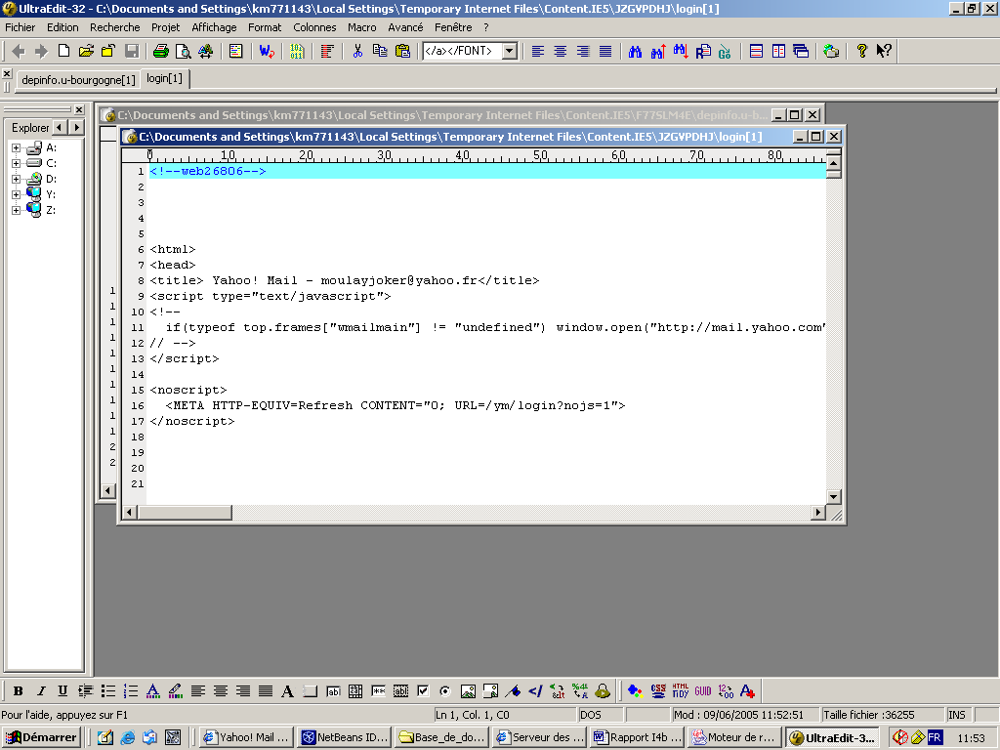 UltraEdit-32 - C:\Documents and Settings\km771143\Local Settings\Temporary Internet Files\Content.IE5\JZGVPDHJ\login[1]
Fichier Edition Recherche Projet Affichage Format Colonnes Macro Avancé Fenêtre ?
</a></FONT>
depinfo.u-bourgogne[1] login[1]
Explorer
A:
C:
D:
Y:
Z:
C:\Documents and Settings\km771143\Local Settings\Temporary Internet Files\Content.IE5\F77SLM4E\depinfo.u-b...
C:\Documents and Settings\km771143\Local Settings\Temporary Internet Files\Content.IE5\JZGVPDHJ\login[1]
0 10 20 30 40 50 60 70 80
1 <!--web26806-->
2
3
4
5
6 <html>
7 <head>
8 <title> Yahoo! Mail - moulayjoker@yahoo.fr</title>
9 <script type="text/javascript">
10 <!--
11 if(typeof top.frames["wmailmain"] != "undefined") window.open("http://mail.yahoo.com"
12 // -->
13 </script>
14
15 <noscript>
16 <META HTTP-EQUIV=Refresh CONTENT="0; URL=/ym/login?nojs=1">
17 </noscript>
18
19
20
21
B I U A CSS HTML TIDY GUID
Pour l'aide, appuyez sur F1 Ln 1, Col. 1, C0 DOS Mod : 09/06/2005 11:52:51 Taille fichier :36255 INS
Démarrer Yahoo! Mail ... NetBeans ID... Base_de_do... Serveur des ... Rapport I4b ... Moteur de r... UltraEdit-3... FR 11:53